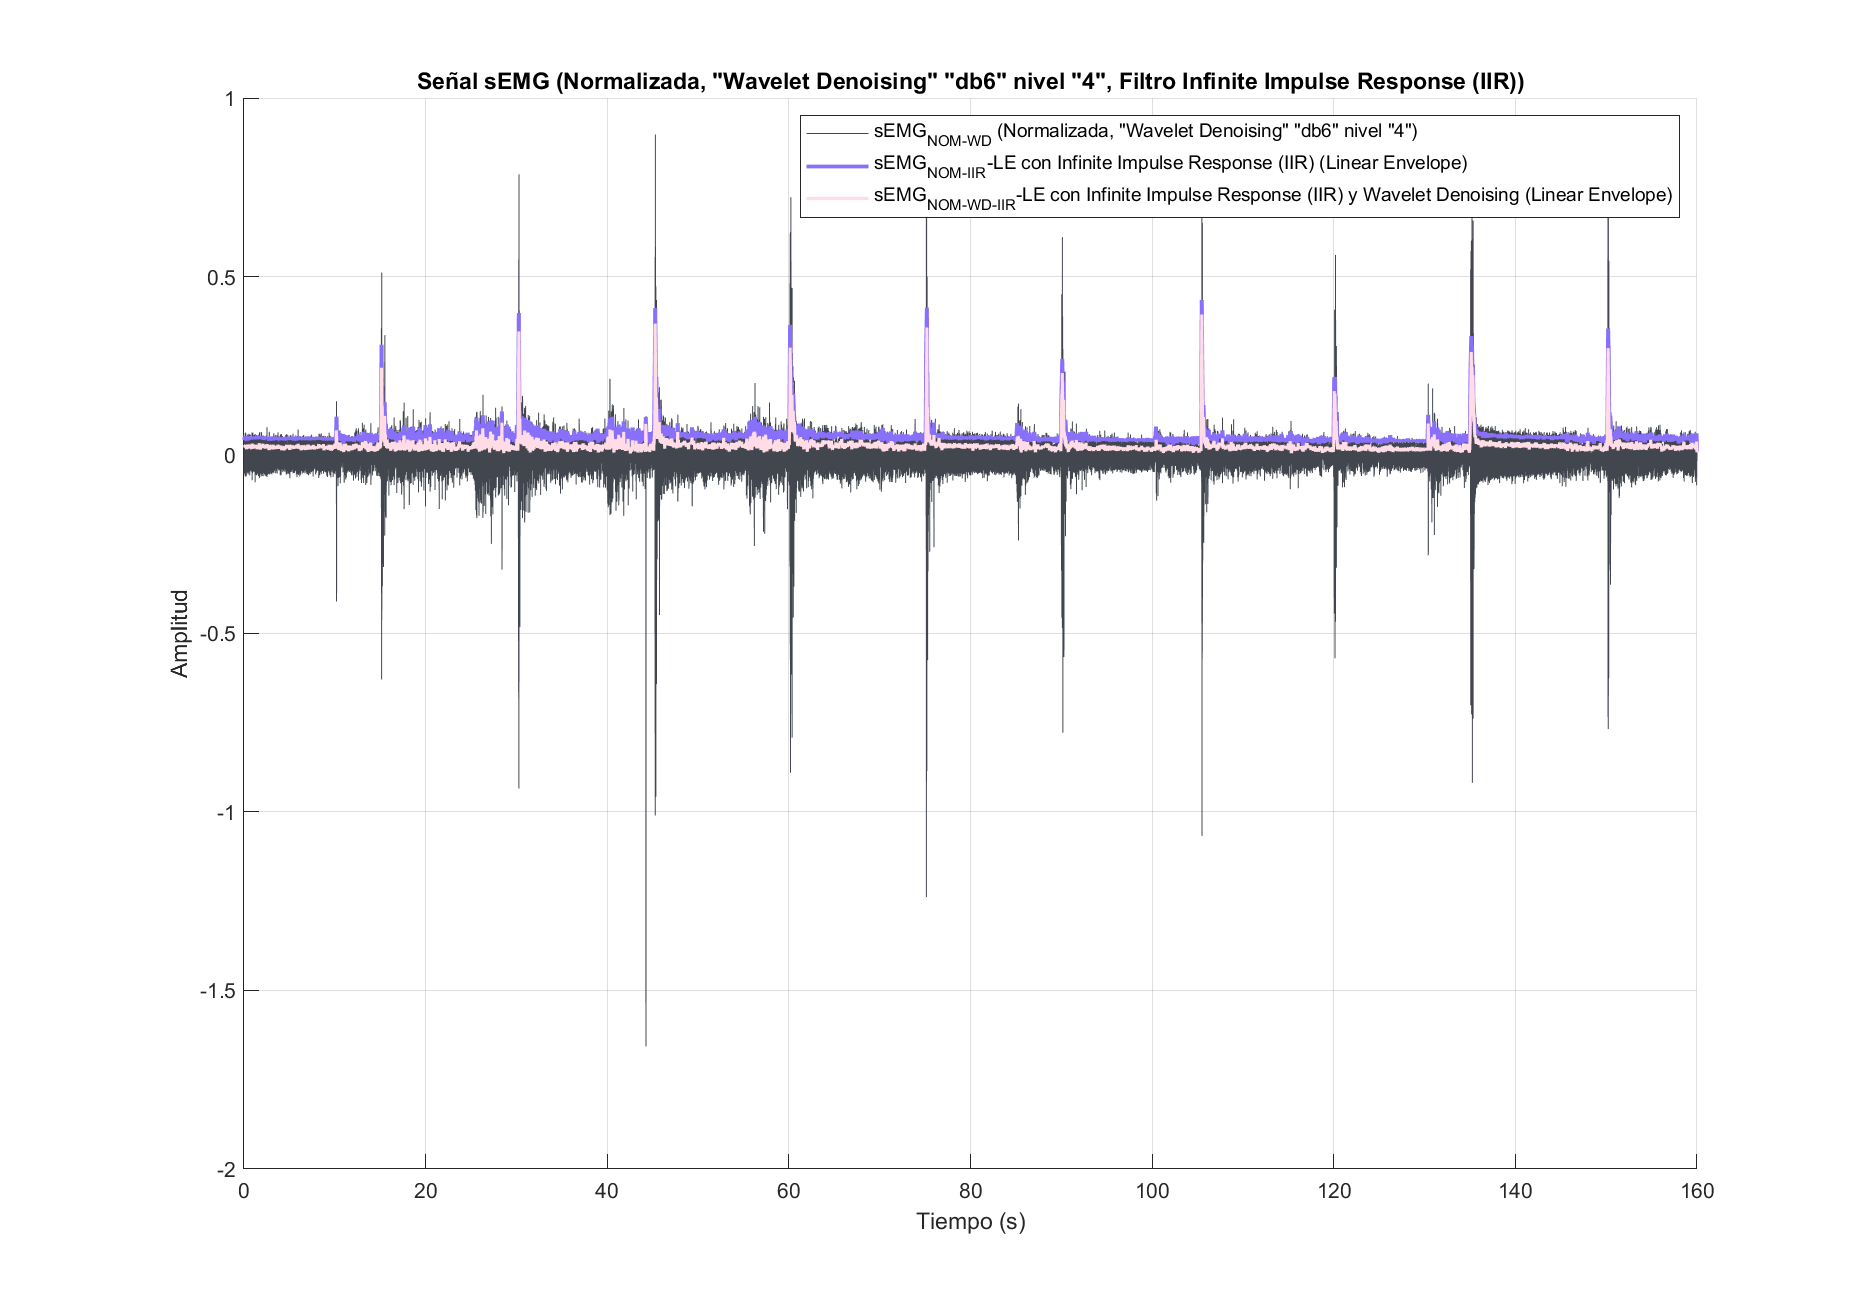 Señal sEMG (Normalizada, "Wavelet Denoising" "db6" nivel "4", Filtro Infinite Impulse Response (IIR))
sEMG_NOM-WD (Normalizada, "Wavelet Denoising" "db6" nivel "4")
sEMG_NOM-IIR-LE con Infinite Impulse Response (IIR) (Linear Envelope)
sEMG_NOM-WD-IIR-LE con Infinite Impulse Response (IIR) y Wavelet Denoising (Linear Envelope)
1
0.5
0
-0.5
-1
-1.5
-2
Amplitud
0 20 40 60 80 100 120 140 160
Tiempo (s)